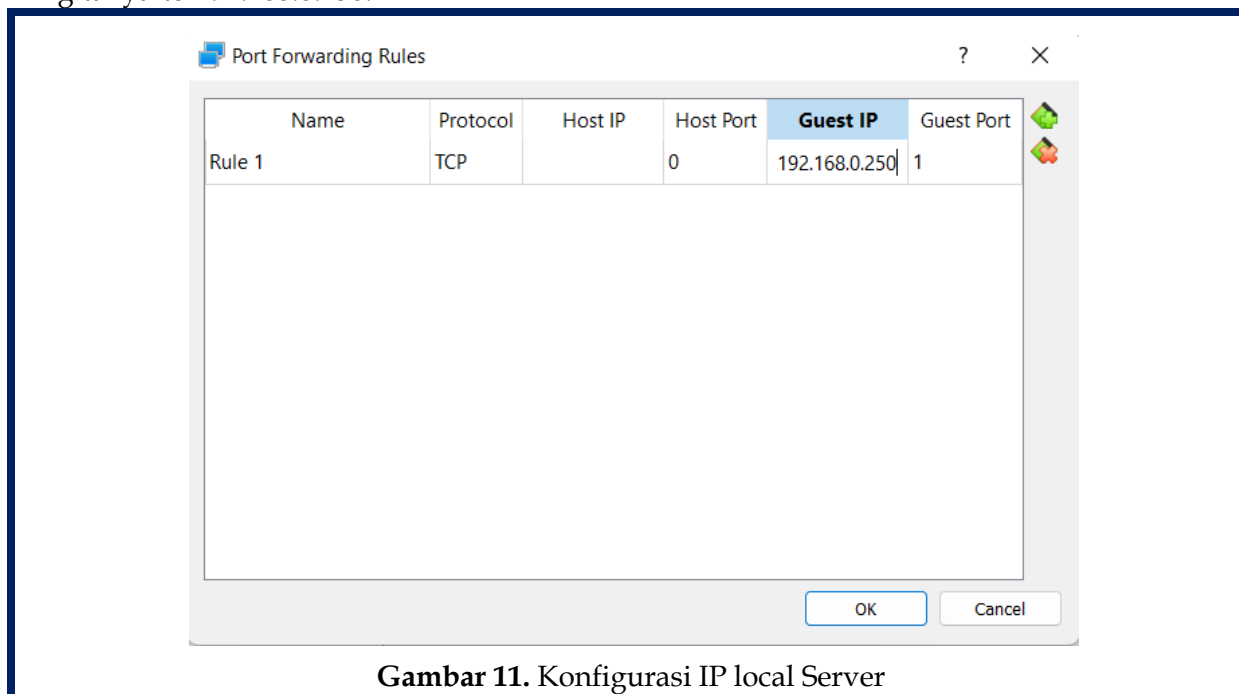 Port Forwarding Rules ? ×
Name Protocol Host IP Host Port Guest IP Guest Port
Rule 1 TCP 0 192.168.0.250 1
OK Cancel
Gambar 11. Konfigurasi IP local Server